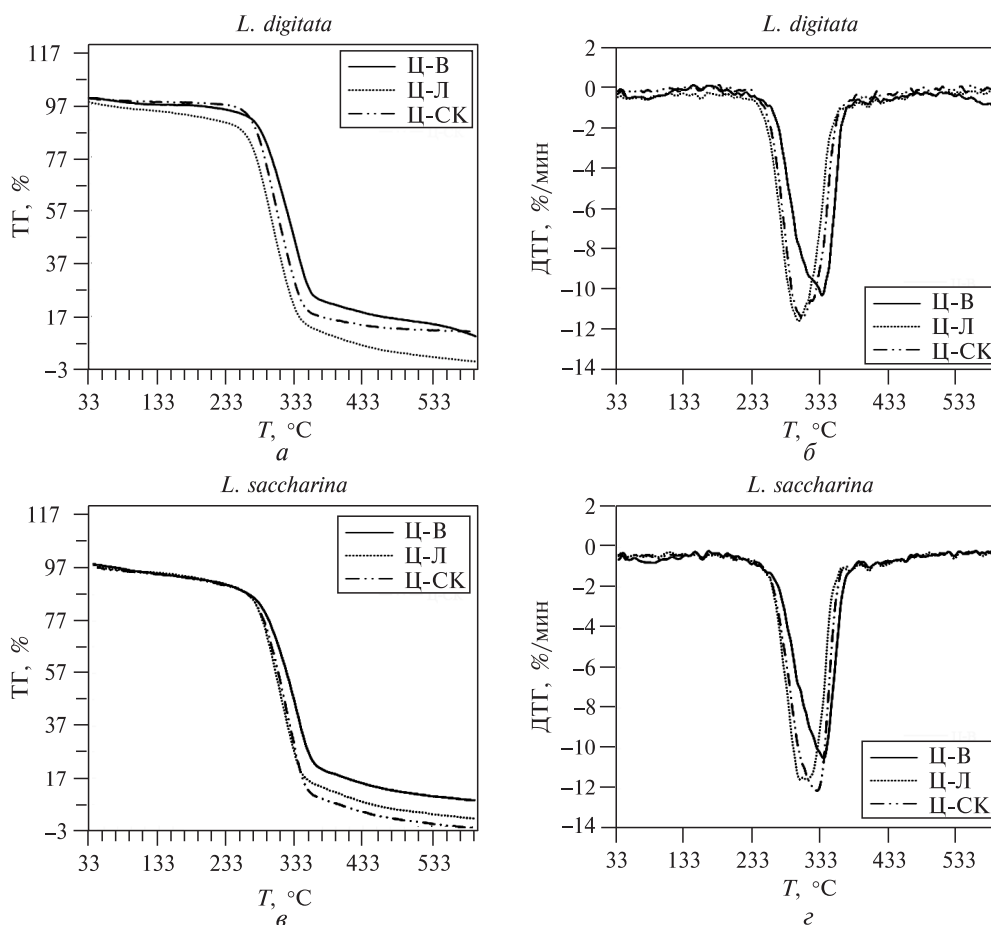 L. digitata
117
97
77
57
37
17
–3
ТГ, %
Ц-В
Ц-Л
Ц-СК
33 133 233 333 433 533
T, °C
а
L. digitata
2
0
–2
–4
–6
–8
–10
–12
–14
ДТГ, %/мин
Ц-В
Ц-Л
Ц-СК
33 133 233 333 433 533
T, °C
б
L. saccharina
117
97
77
57
37
17
–3
ТГ, %
Ц-В
Ц-Л
Ц-СК
33 133 233 333 433 533
T, °C
в
L. saccharina
2
0
–2
–4
–6
–8
–10
–12
–14
ДТГ, %/мин
Ц-В
Ц-Л
Ц-СК
33 133 233 333 433 533
T, °C
г